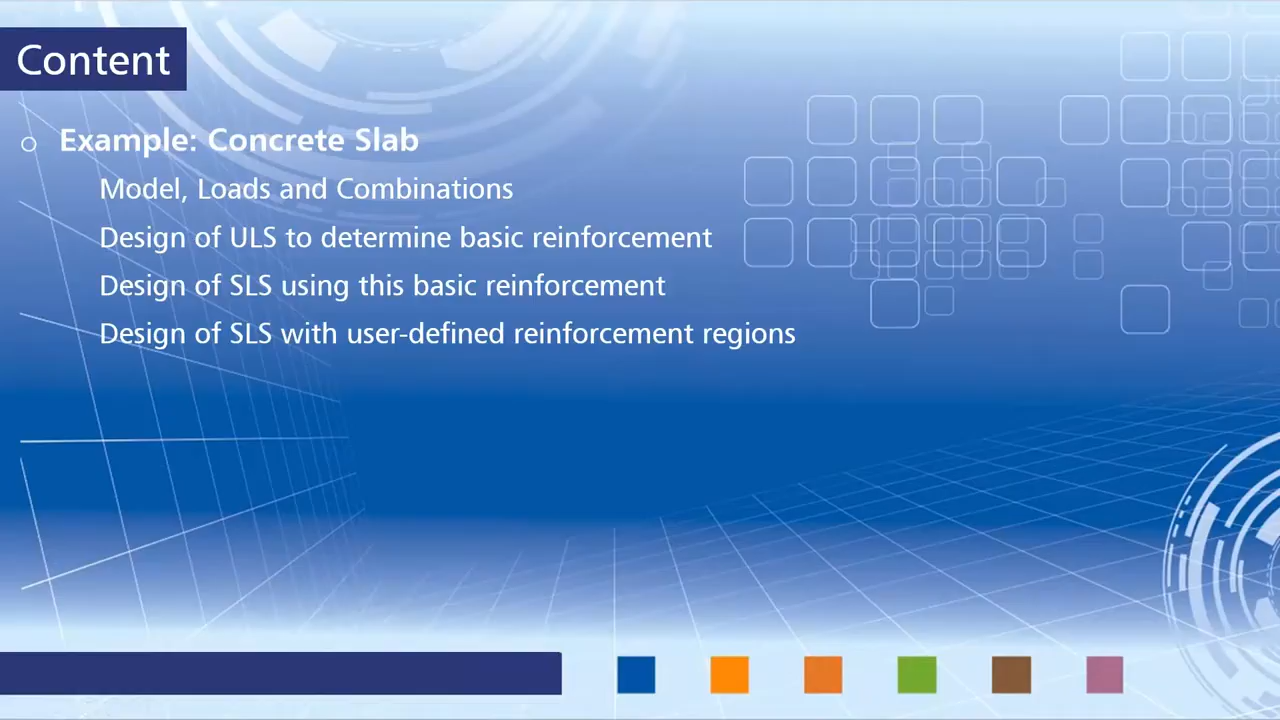 Content
Example: Concrete Slab
Model, Loads and Combinations
Design of ULS to determine basic reinforcement
Design of SLS using this basic reinforcement
Design of SLS with user-defined reinforcement regions